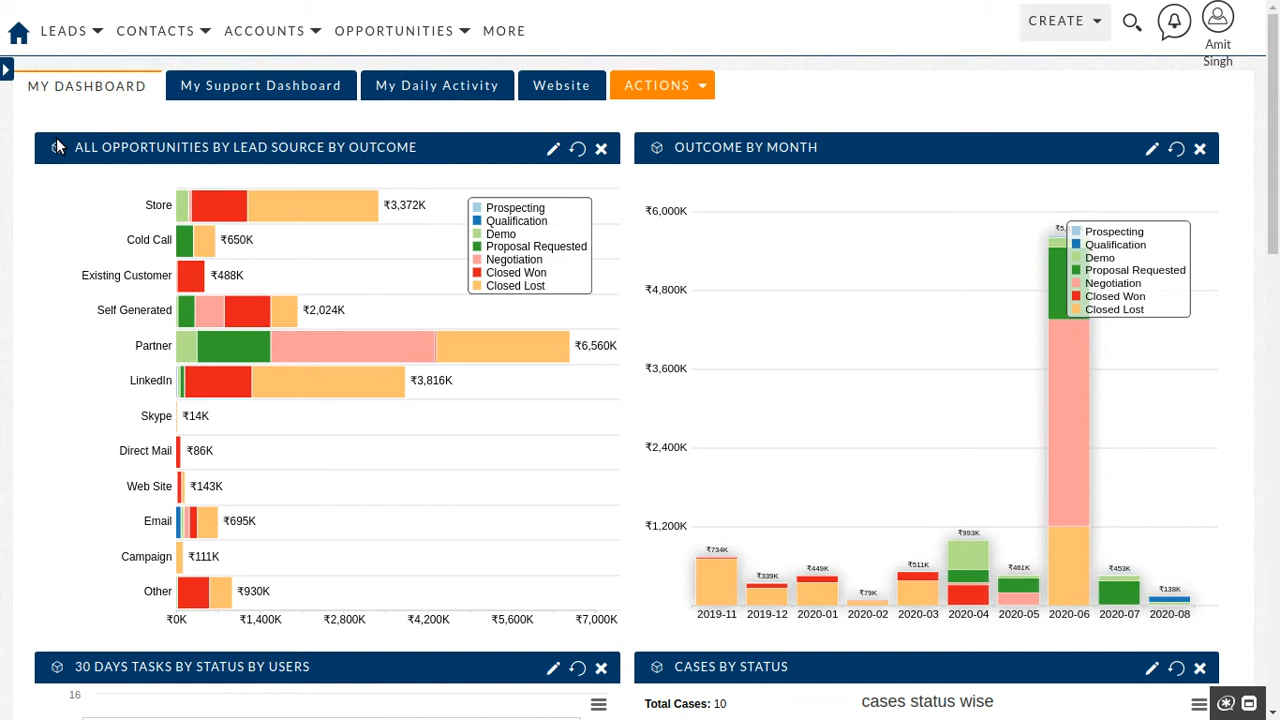 LEADS CONTACTS ACCOUNTS OPPORTUNITIES MORE CREATE
Amit
Singh
MY DASHBOARD My Support Dashboard My Daily Activity Website ACTIONS
ALL OPPORTUNITIES BY LEAD SOURCE BY OUTCOME
Store ₹3,372K
Cold Call ₹650K
Existing Customer ₹488K
Self Generated ₹2,024K
Partner ₹6,560K
LinkedIn ₹3,816K
Skype ₹14K
Direct Mail ₹86K
Web Site ₹143K
Email ₹695K
Campaign ₹111K
Other ₹930K
₹0K ₹1,400K ₹2,800K ₹4,200K ₹5,600K ₹7,000K
Prospecting
Qualification
Demo
Proposal Requested
Negotiation
Closed Won
Closed Lost
OUTCOME BY MONTH
₹6,000K
₹4,800K
₹3,600K
₹2,400K
₹1,200K
Prospecting
Qualification
Demo
Proposal Requested
Negotiation
Closed Won
Closed Lost
₹734K ₹339K ₹449K ₹79K ₹511K ₹993K ₹461K ₹453K ₹138K
2019-11 2019-12 2020-01 2020-02 2020-03 2020-04 2020-05 2020-06 2020-07 2020-08
30 DAYS TASKS BY STATUS BY USERS
16
CASES BY STATUS
Total Cases: 10 cases status wise